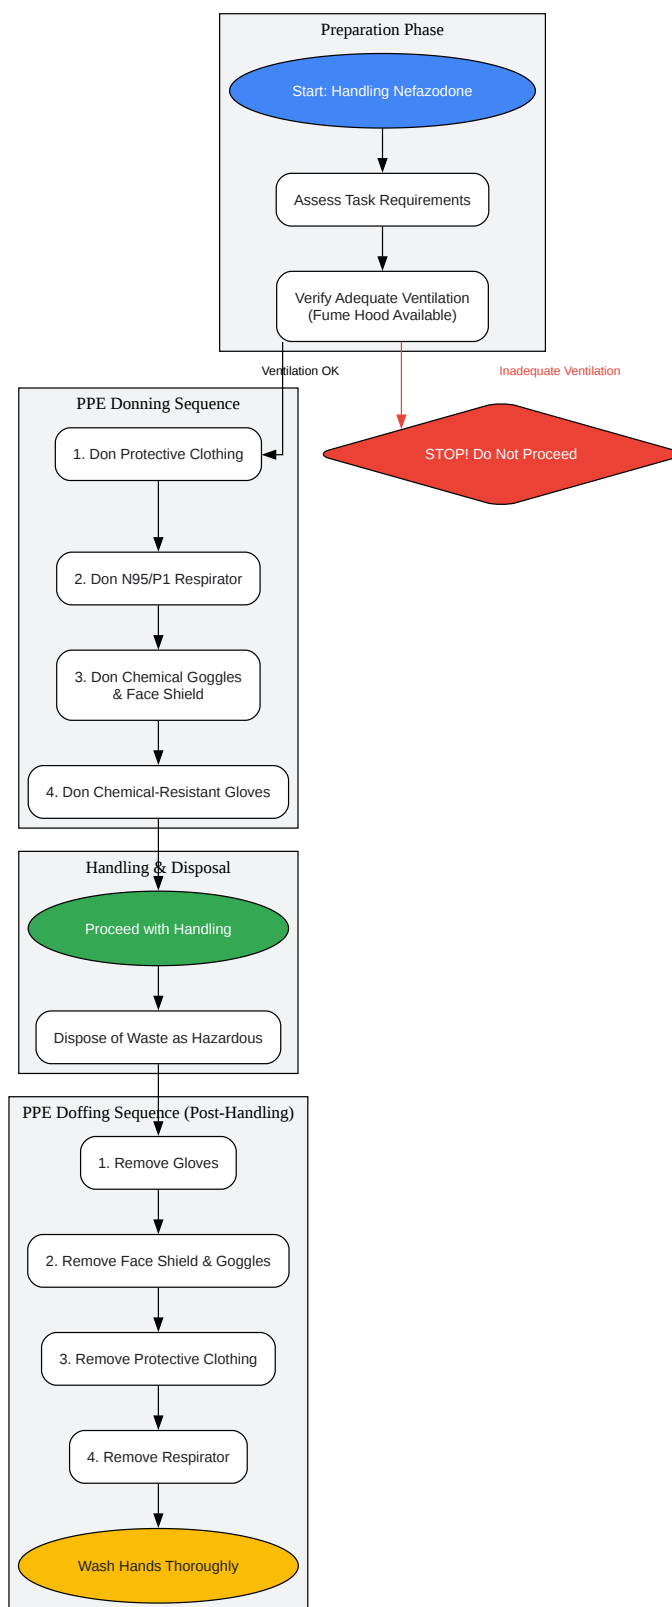 Preparation Phase
Start: Handling Nefazodone
Assess Task Requirements
Verify Adequate Ventilation
(Fume Hood Available)
Ventilation OK
Inadequate Ventilation
PPE Donning Sequence
1. Don Protective Clothing
STOP! Do Not Proceed
2. Don N95/P1 Respirator
3. Don Chemical Goggles
& Face Shield
4. Don Chemical-Resistant Gloves
Handling & Disposal
Proceed with Handling
Dispose of Waste as Hazardous
PPE Doffing Sequence (Post-Handling)
1. Remove Gloves
2. Remove Face Shield & Goggles
3. Remove Protective Clothing
4. Remove Respirator
Wash Hands Thoroughly